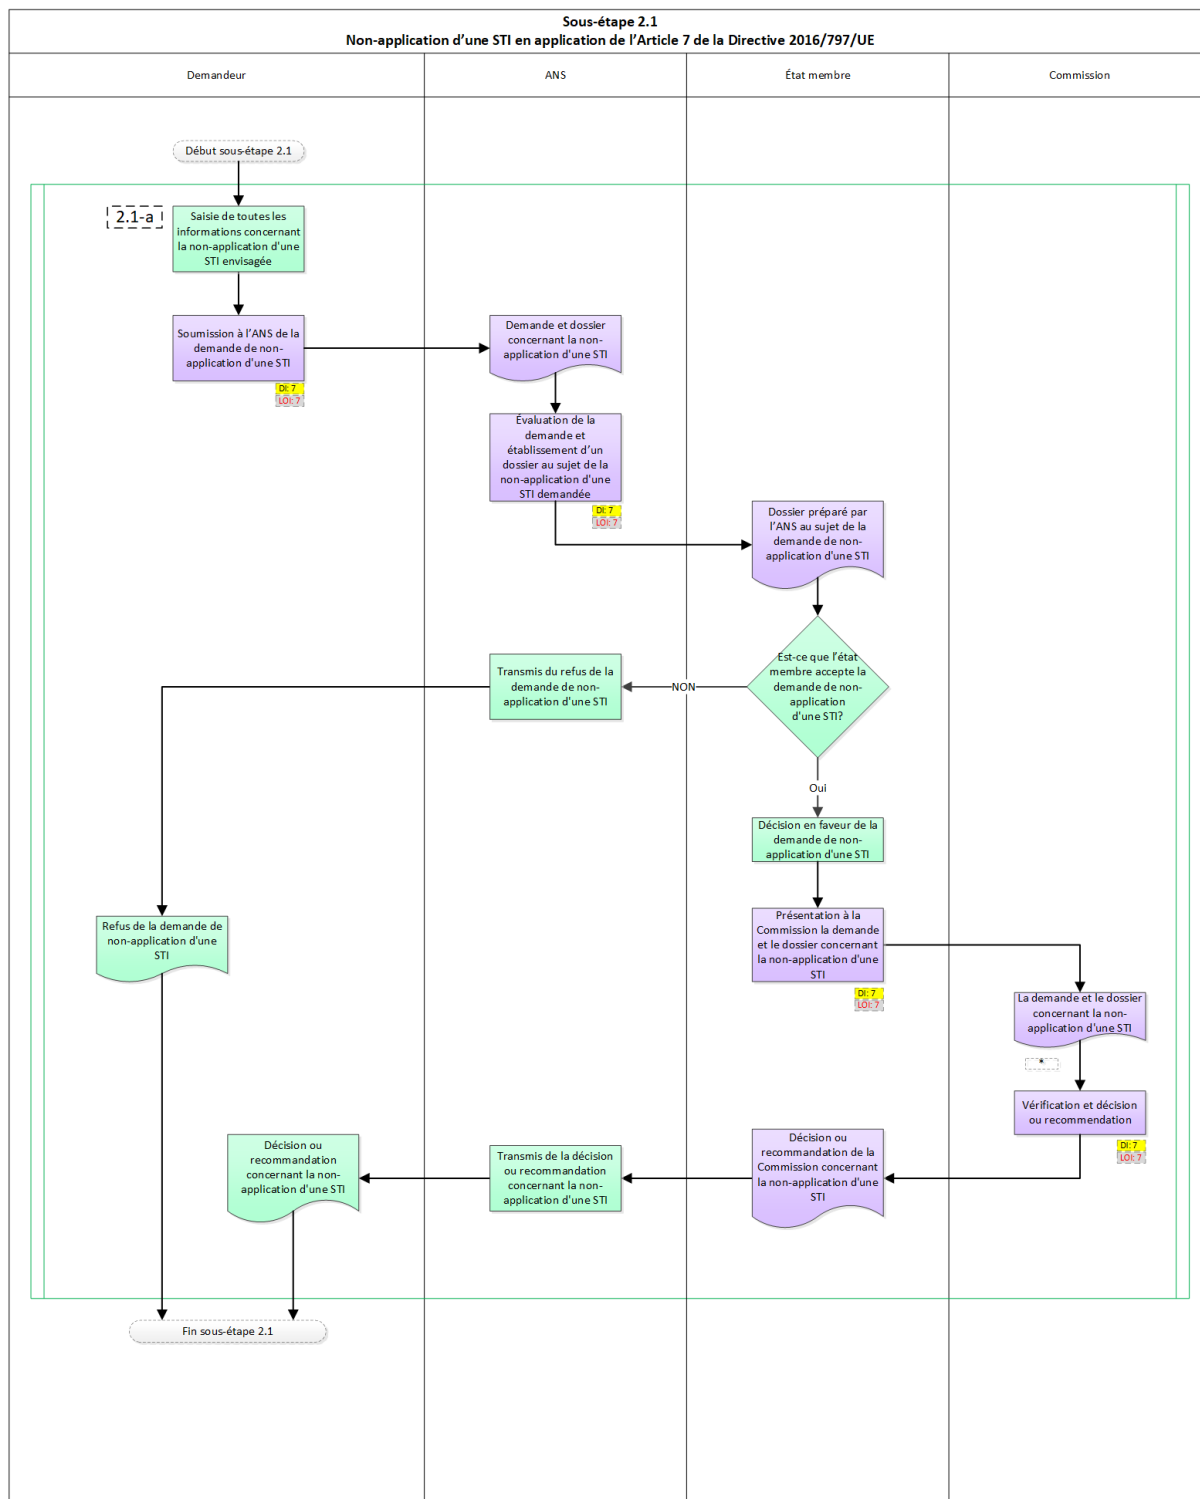 Sous-étape 2.1
Non-application d’une STI en application de l’Article 7 de la Directive 2016/797/UE
Demandeur
ANS
État membre
Commission
Début sous-étape 2.1
2.1-a
Saisie de toutes les
informations concernant
la non-application d'une
STI envisagée
Soumission à l’ANS de la
demande de non-
application d'une STI
DI: 7
LOI: 7
Demande et dossier
concernant la non-
application d'une STI
Évaluation de la
demande et
établissement d’un
dossier au sujet de la
non-application d'une
STI demandée
DI: 7
LOI: 7
Dossier préparé par
l’ANS au sujet de la
demande de non-
application d'une STI
Est-ce que l’état
membre accepte la
demande de non-
application
d'une STI?
NON
Transmis du refus de la
demande de non-
application d'une STI
Oui
Décision en faveur de la
demande de non-
application d'une STI
Refus de la demande de
non-application d'une
STI
Présentation à la
Commission la demande
et le dossier concernant
la non-application d'une
STI
DI: 7
LOI: 7
La demande et le dossier
concernant la non-
application d'une STI
*
Vérification et décision
ou recommendation
DI: 7
LOI: 7
Décision ou
recommandation de la
Commission concernant
la non-application d'une
STI
Transmis de la décision
ou recommandation
concernant la non-
application d'une STI
Décision ou
recommandation
concernant la non-
application d'une STI
Fin sous-étape 2.1